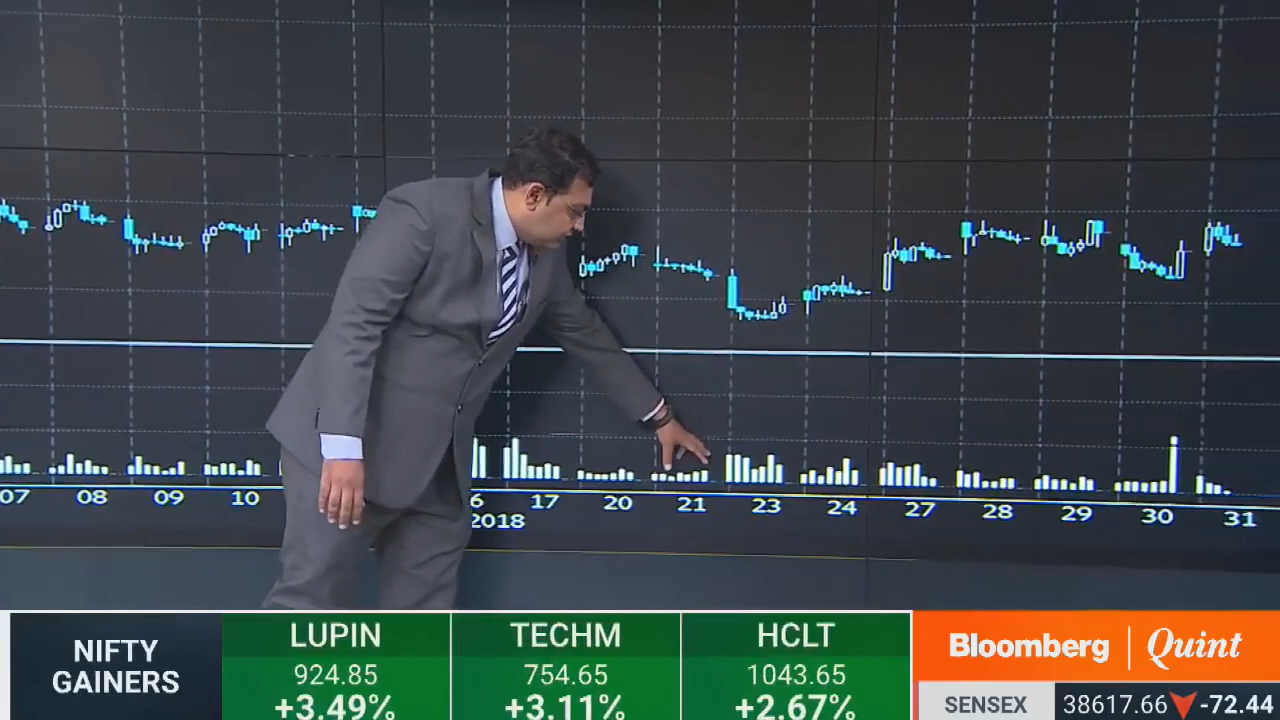 07 08 09 10 6 17 20 21 23 24 27 28 29 30 31
2018
NIFTY
GAINERS
LUPIN
924.85
+3.49%
TECHM
754.65
+3.11%
HCLT
1043.65
+2.67%
Bloomberg | Quint
SENSEX 38617.66 -72.44